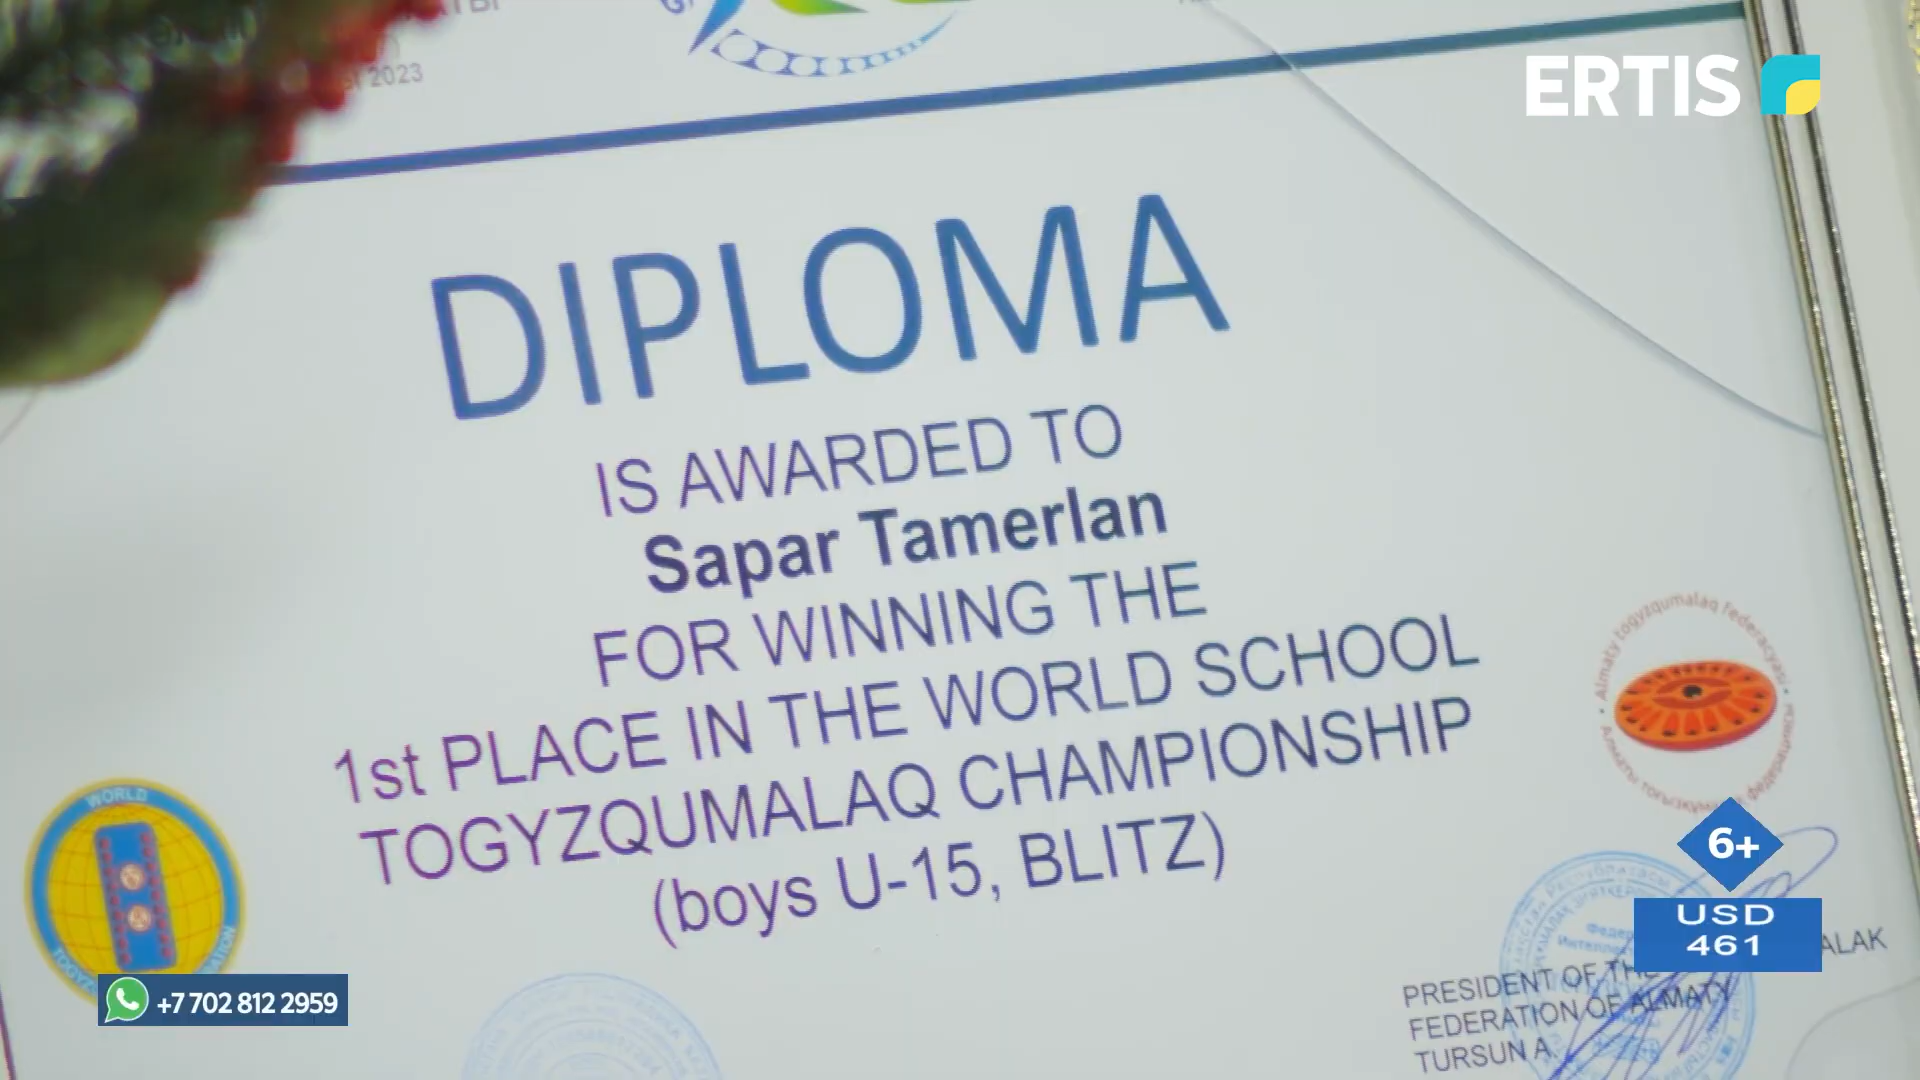 2023
ERTIS
DIPLOMA
IS AWARDED TO
Sapar Tamerlan
FOR WINNING THE
1st PLACE IN THE WORLD SCHOOL
TOGYZQUMALAQ CHAMPIONSHIP
(boys U-15, BLITZ)
Almaty togyzqumalaq federacyasi
WORLD
6+
USD
461
+7 702 812 2959
PRESIDENT OF THE
FEDERATION OF ALMATY
TURSUN A.